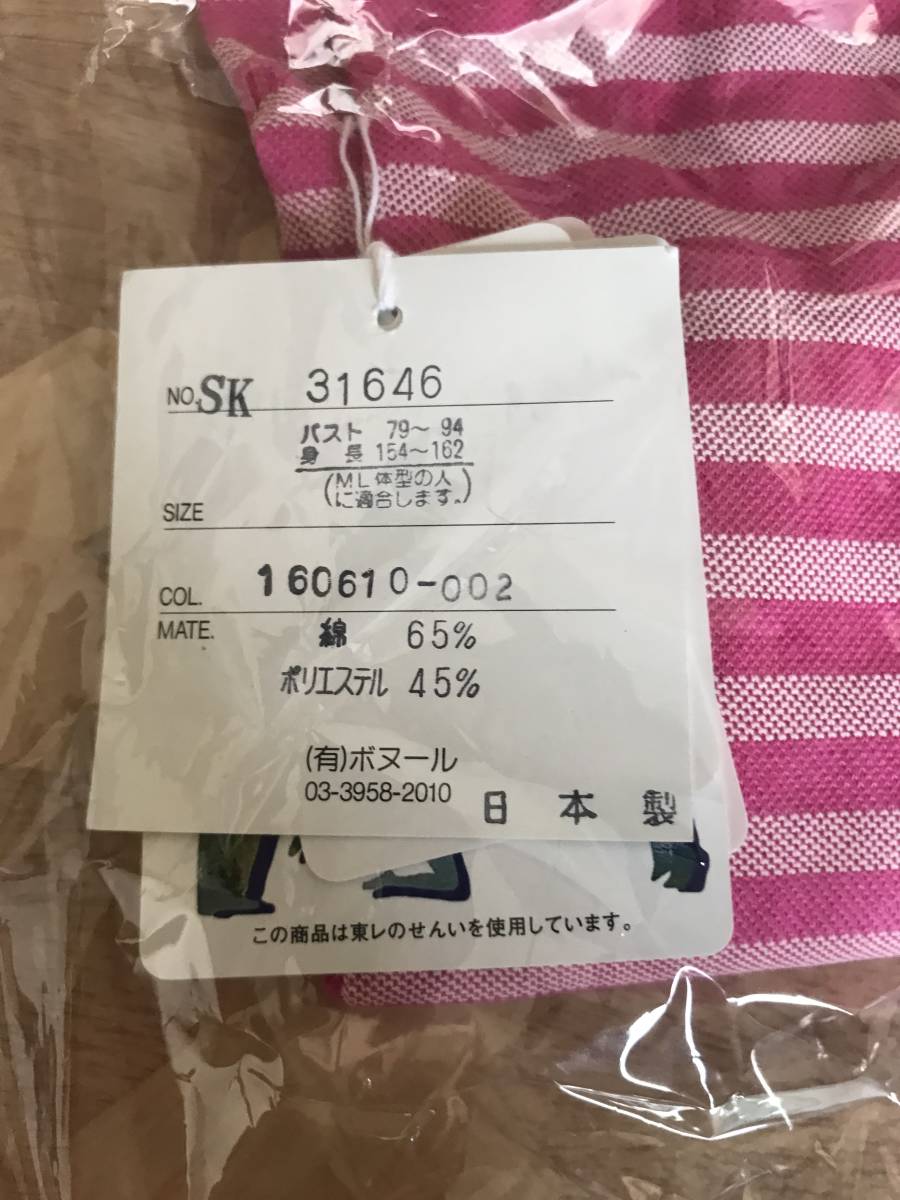 NO. SK 31646
バスト 79～94
身長 154～162
(ML体型の人
に適合します。)
SIZE
COL. 160610-002
MATE. 綿 65%
ポリエステル 45%
(有)ボヌール
03-3958-2010 日本製
この商品は東レのせんいを使用しています。